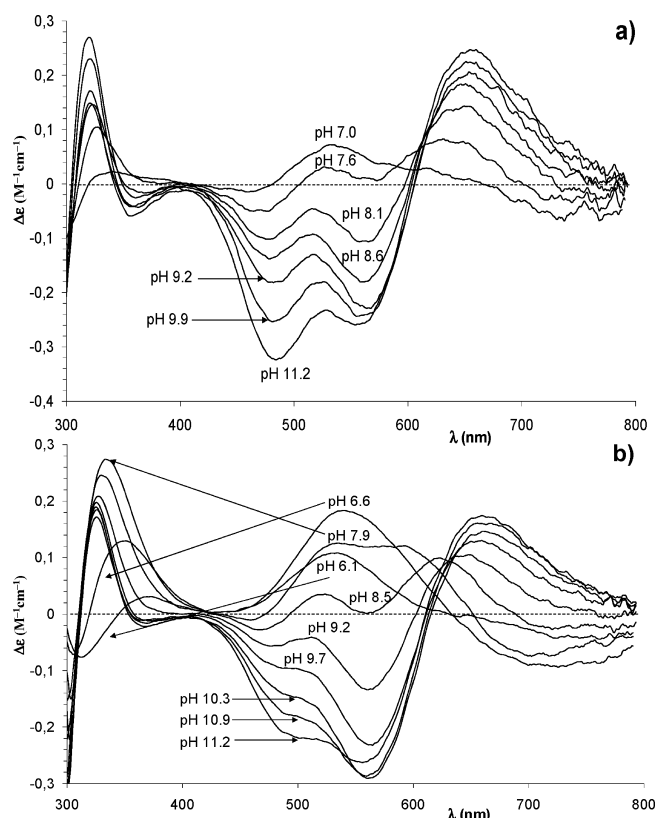 a)
0,3
0,2
0,1
0
-0,1
-0,2
-0,3
-0,4
Δε (M⁻¹cm⁻¹)
pH 7.0
pH 7.6
pH 8.1
pH 8.6
pH 9.2
pH 9.9
pH 11.2
300 400 500 600 700 800
λ (nm)
b)
0,3
0,2
0,1
0
-0,1
-0,2
-0,3
Δε (M⁻¹cm⁻¹)
pH 6.6
pH 7.9
pH 6.1
pH 8.5
pH 9.2
pH 9.7
pH 10.3
pH 10.9
pH 11.2
300 400 500 600 700 800
λ (nm)